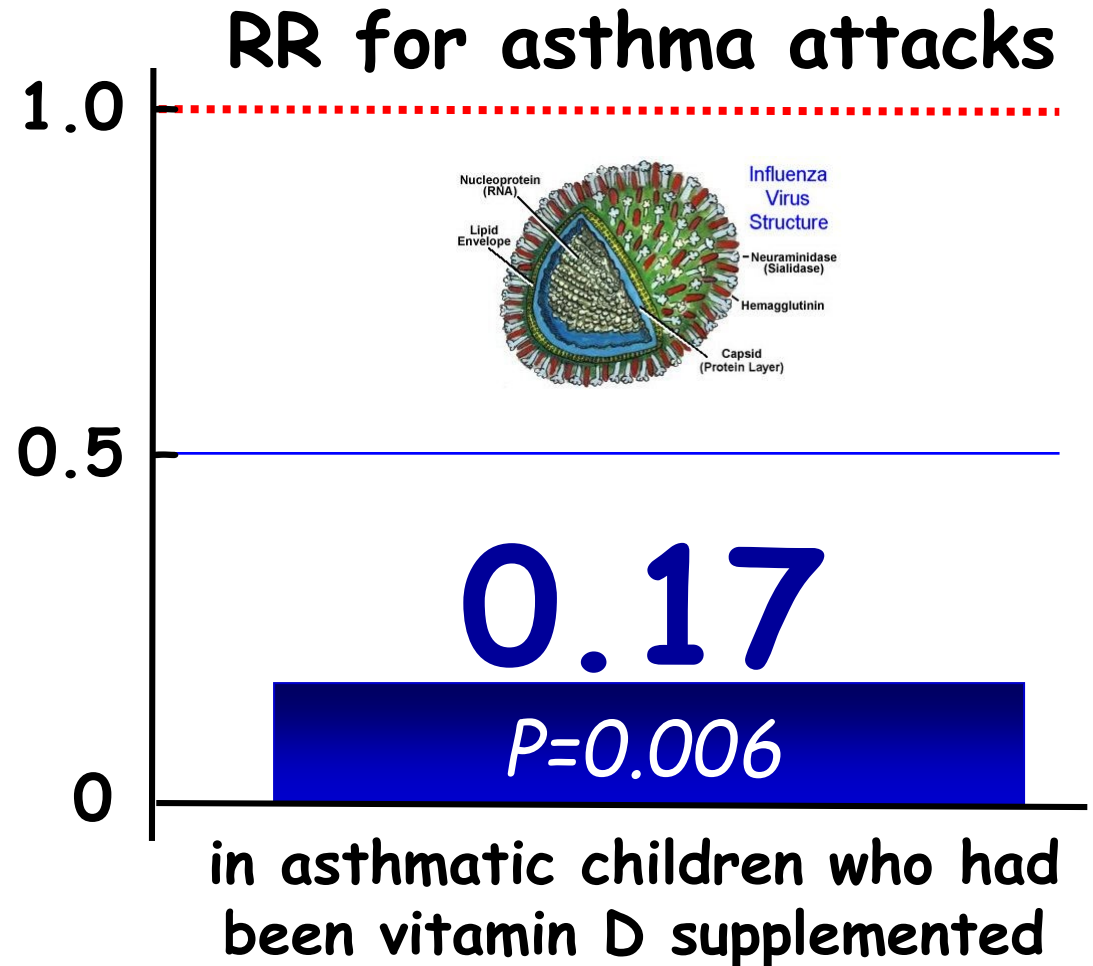 RR for asthma attacks
1.0
Nucleoprotein
(RNA)
Influenza
Virus
Structure
Lipid
Envelope
Neuraminidase
(Sialidase)
Hemagglutinin
Capsid
(Protein Layer)
0.5
0.17
P=0.006
0
in asthmatic children who had
been vitamin D supplemented